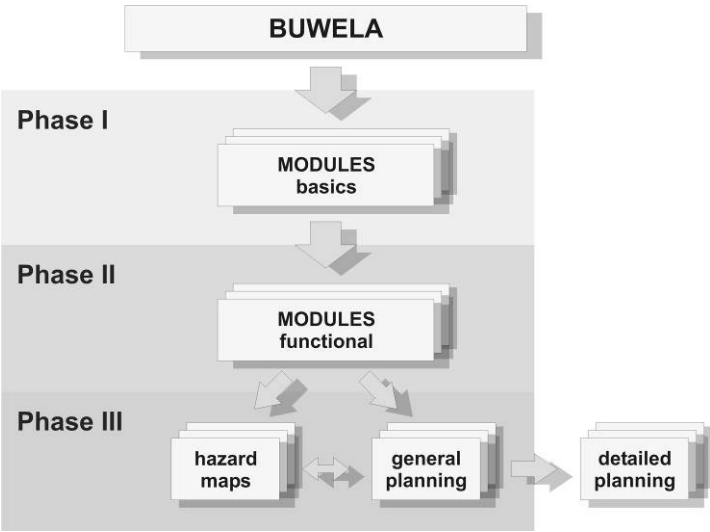 BUWELA
Phase I
MODULES
basics
Phase II
MODULES
functional
Phase III
hazard
maps
general
planning
detailed
planning